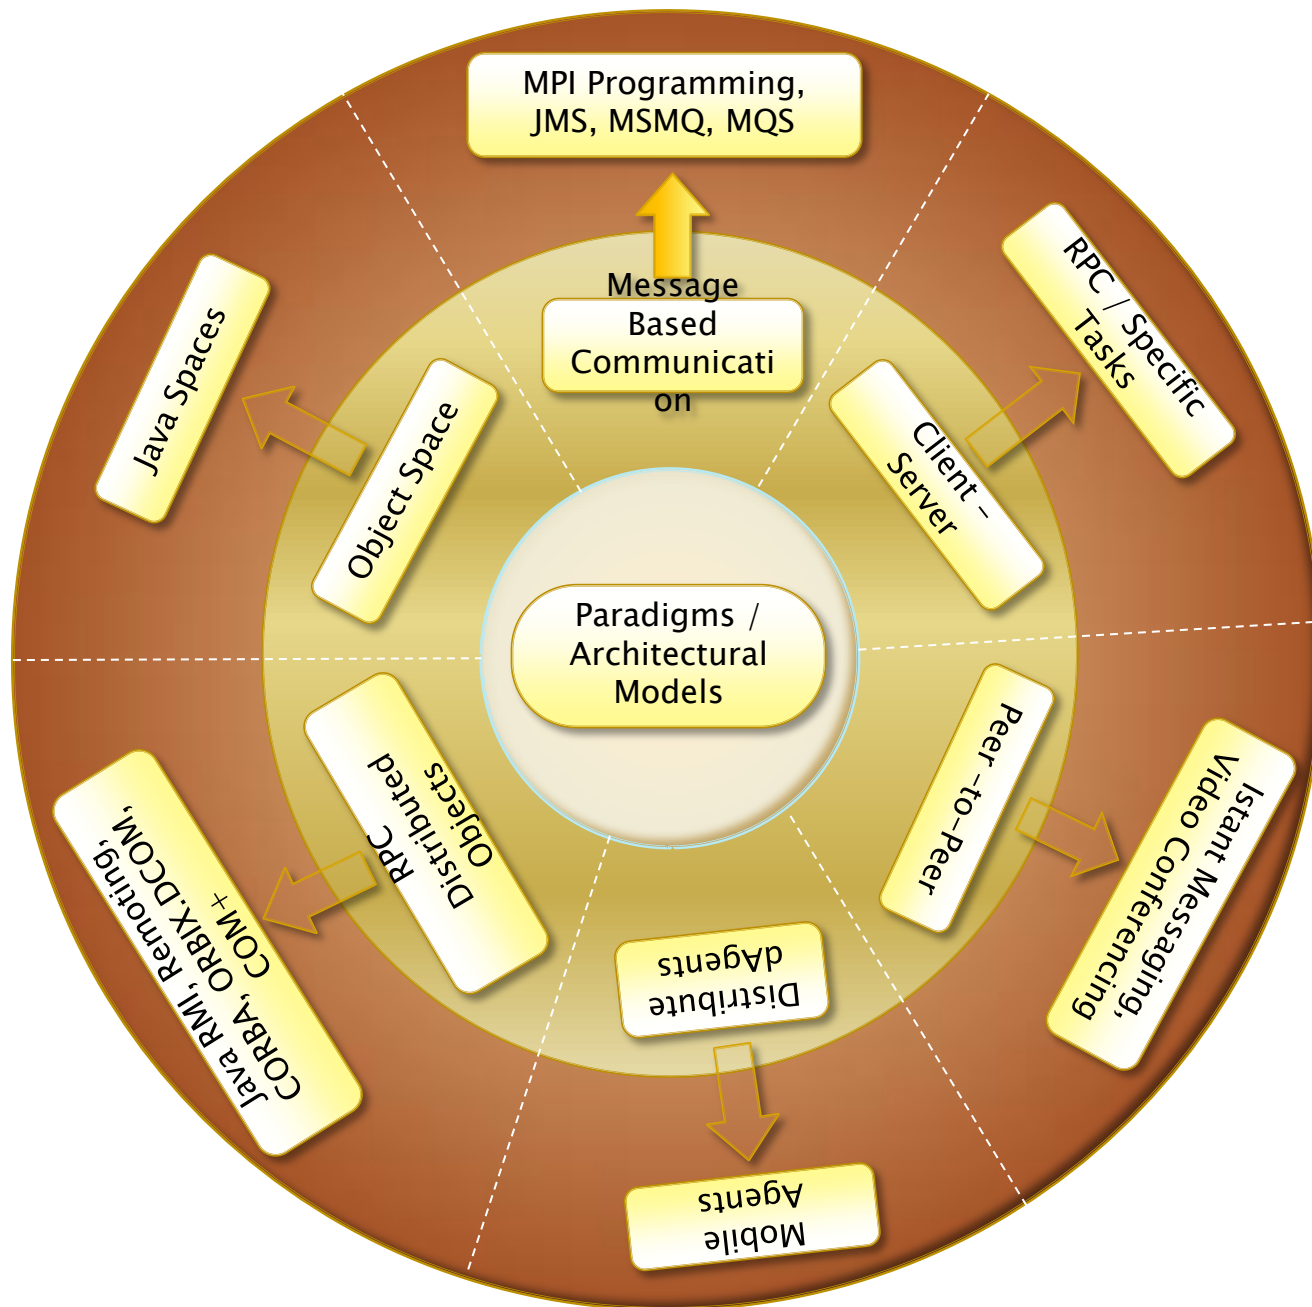 MPI Programming,
JMS, MSMQ, MQS
Message
Based
Communicati
on
RPC / Specific
Tasks
Client –
Server
Java Spaces
Object Space
Paradigms /
Architectural
Models
Peer -to-Peer
Istant Messaging,
Video Conferencing
RPC
Distributed
Objects
Java RMI, Remoting,
CORBA, ORBIX.DCOM,
COM+
Distribute
dAgents
Mobile
Agents